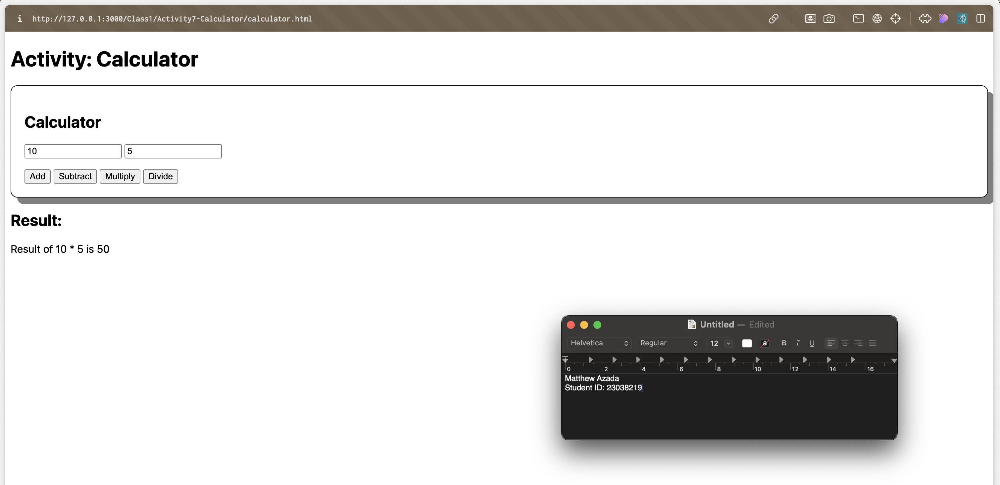 http://127.0.0.1:3000/Class1/Activity7-Calculator/calculator.html
Activity: Calculator
Calculator
10 5
Add Subtract Multiply Divide
Result:
Result of 10 * 5 is 50
Untitled — Edited
Helvetica Regular 12 a B I U
0 2 4 6 8 10 12 14 16
Matthew Azada
Student ID: 23038219